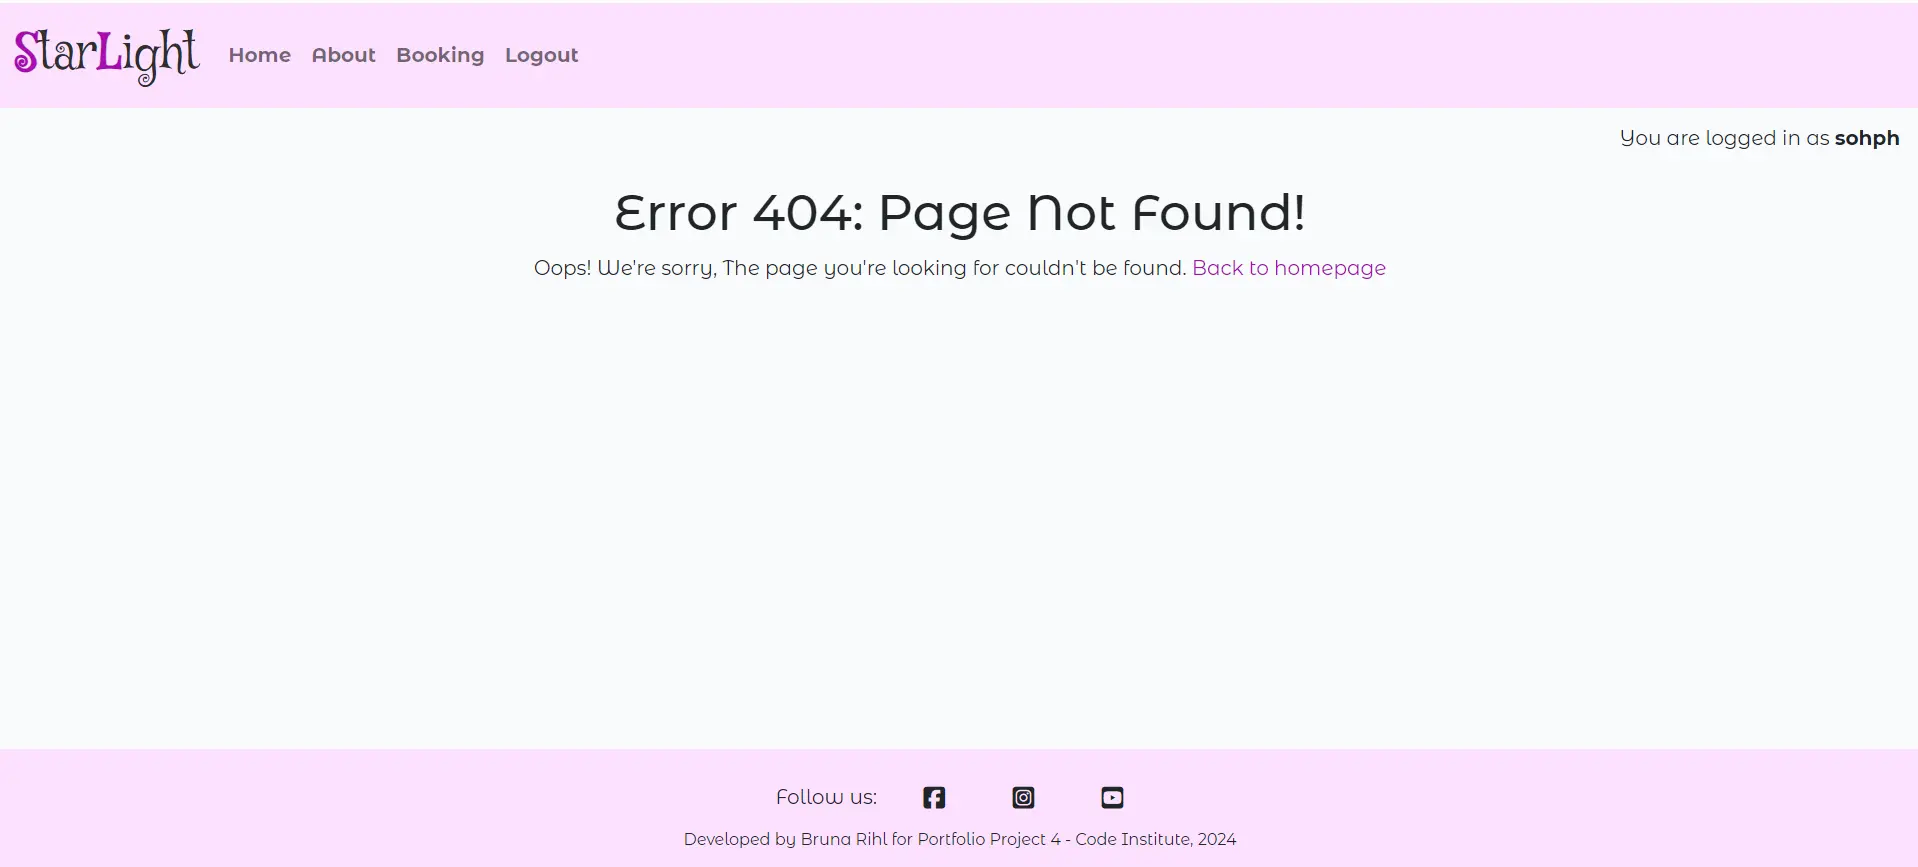 StarLight Home About Booking Logout
You are logged in as sohph
Error 404: Page Not Found!
Oops! We're sorry, The page you're looking for couldn't be found. Back to homepage
Follow us:
Developed by Bruna Rihl for Portfolio Project 4 - Code Institute, 2024